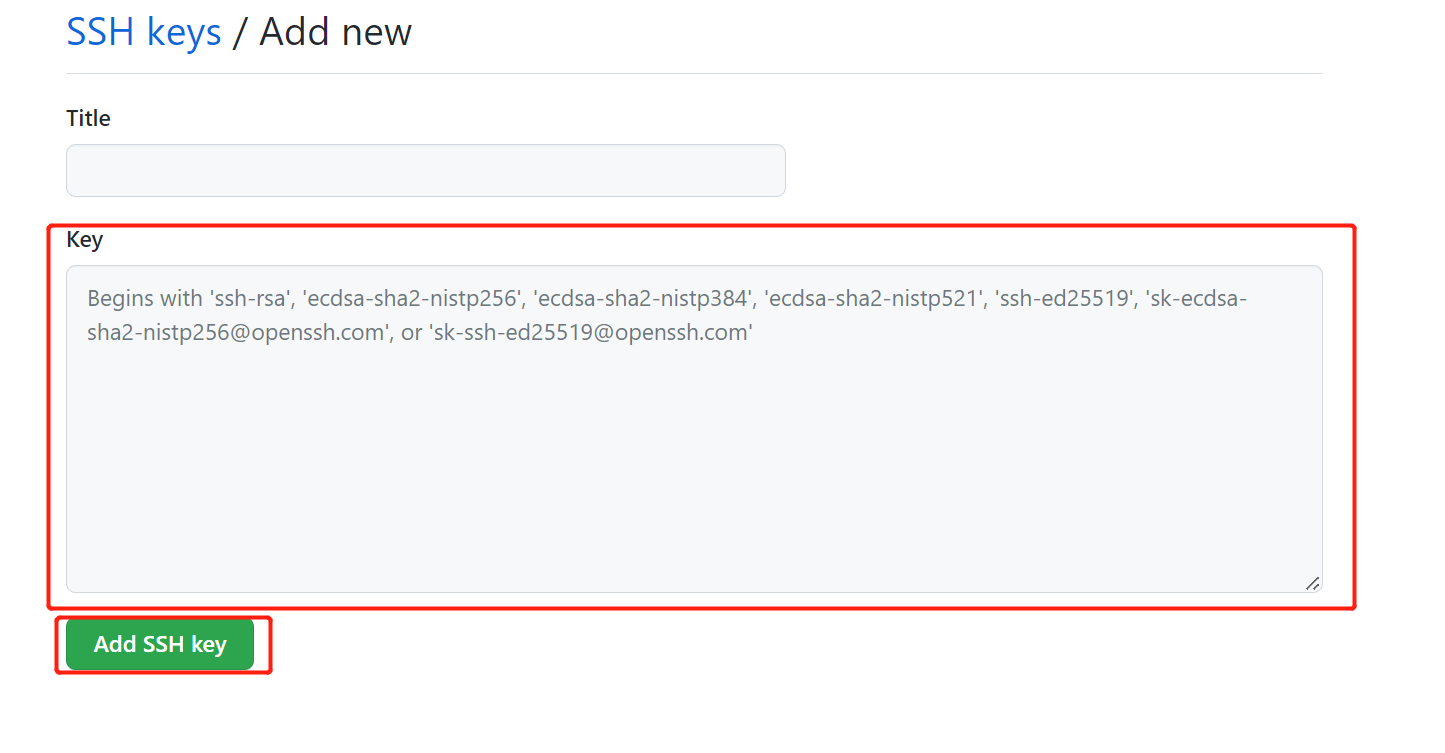 SSH keys / Add new
Title
Key
Begins with 'ssh-rsa', 'ecdsa-sha2-nistp256', 'ecdsa-sha2-nistp384', 'ecdsa-sha2-nistp521', 'ssh-ed25519', 'sk-ecdsa-
sha2-nistp256@openssh.com', or 'sk-ssh-ed25519@openssh.com'
Add SSH key